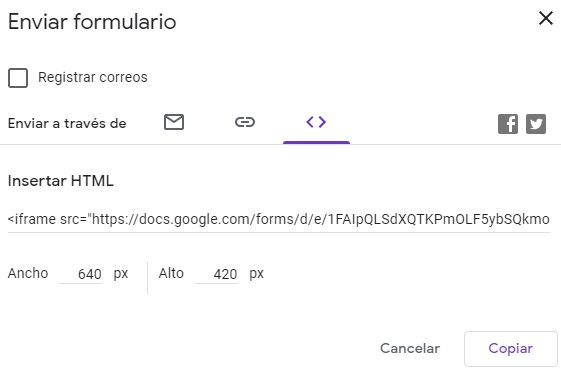 Enviar formulario
Registrar correos
Enviar a través de
Insertar HTML
<iframe src="https://docs.google.com/forms/d/e/1FAIpQLSdXQTKPmOLF5ybSQkmo
Ancho 640 px Alto 420 px
Cancelar Copiar